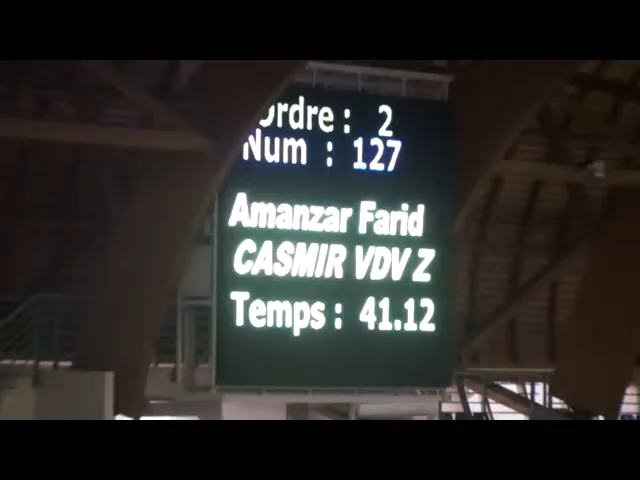 Ordre : 2
Num : 127
Amanzar Farid
CASMIR VDV Z
Temps : 41.12